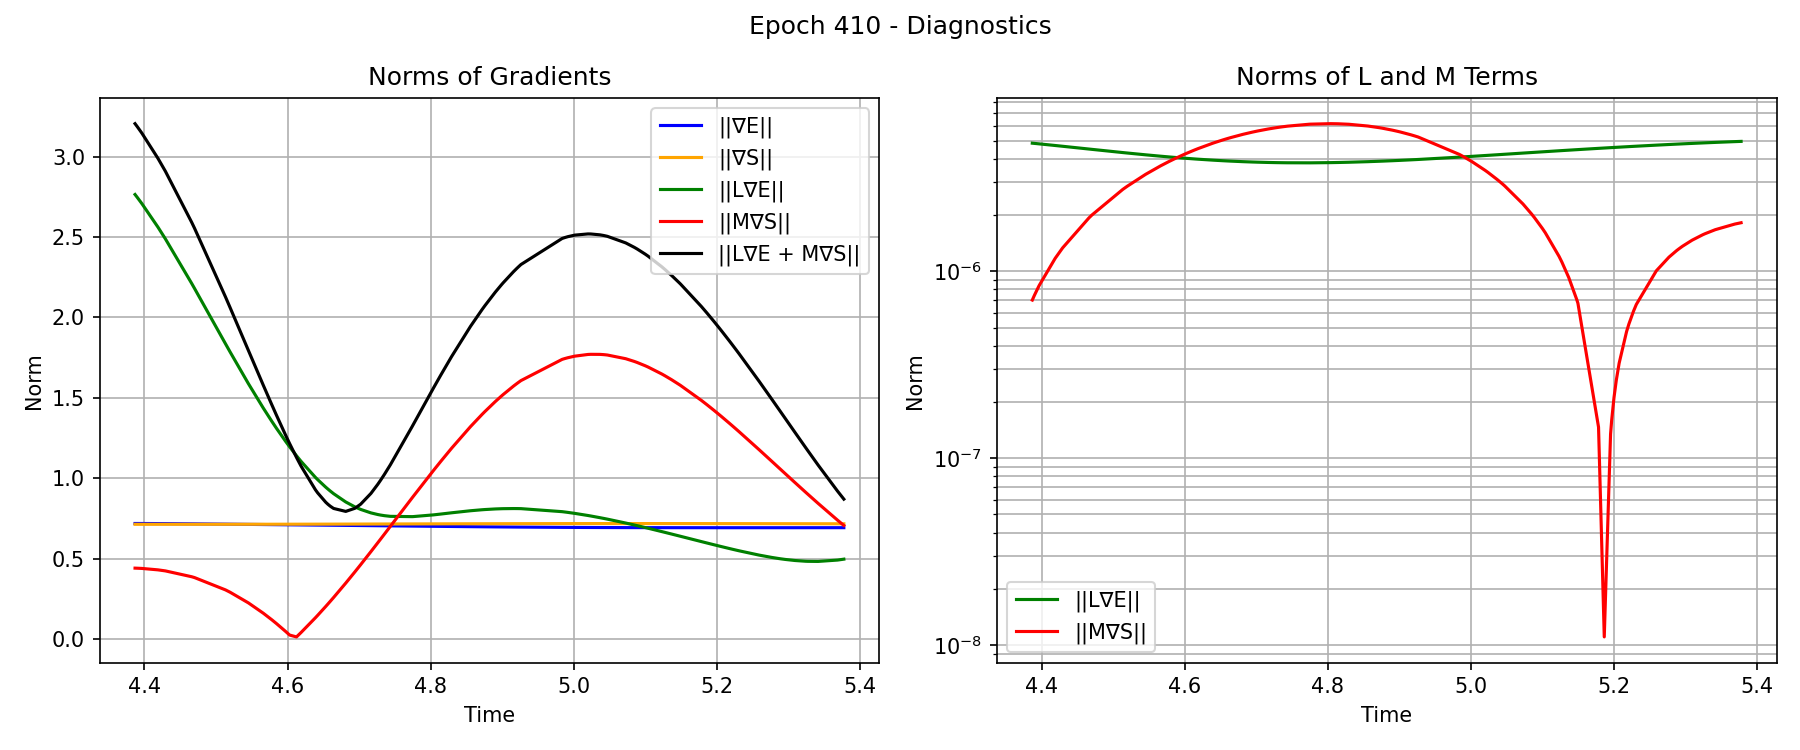 Epoch 410 - Diagnostics
Norms of Gradients
3.0
2.5
2.0
1.5
1.0
0.5
0.0
Norm
4.4 4.6 4.8 5.0 5.2 5.4
Time
||∇E||
||∇S||
||L∇E||
||M∇S||
||L∇E + M∇S||
Norms of L and M Terms
10⁻⁶
10⁻⁷
10⁻⁸
Norm
4.4 4.6 4.8 5.0 5.2 5.4
Time
||L∇E||
||M∇S||